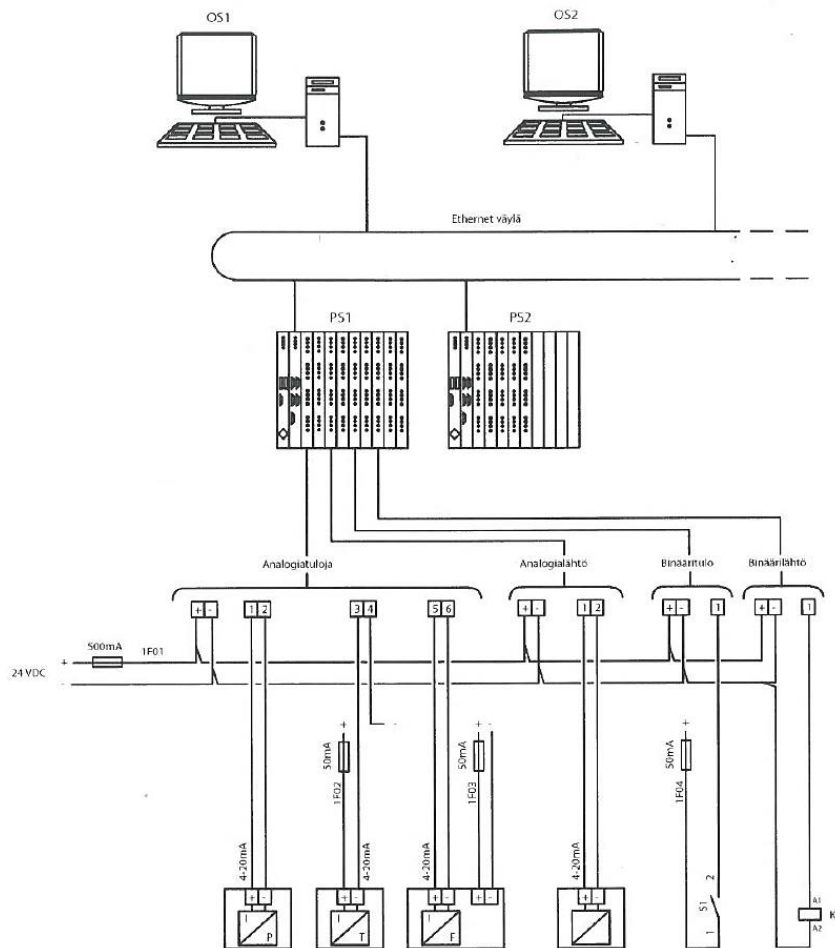 OS1
OS2
Ethernet väylä
PS1
PS2
Analogiatuloja
Analogialähtö
Binääritulo
Binäärilähtö
+ - 1 2 3 4 5 6 + - 1 2 + - 1 + - 1
24 VDC + 500mA 1F01
-
+ - + - +
50mA 50mA 50mA
1F02 1F03 1F04
4-20mA 4-20mA 4-20mA 4-20mA
2
S1
1
A1
K
A2
+ - + - + - + - + -
I P I T I F I